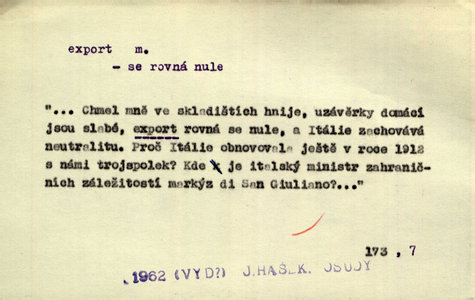 export m.
– se rovná nule
"... Chmel mně ve skladištích hnije, uzávěrky domácí
jsou slabé, export rovná se nule, a Itálie zachovává
neutralitu. Proč Itálie obnovovala ještě v roce 1912
s námi trojspolek? Kde je italský ministr zahranič-
ních záležitostí markýz di San Giuliano?..."
173 , 7
1962 (VYD?) J.HAŠEK. OSUDY